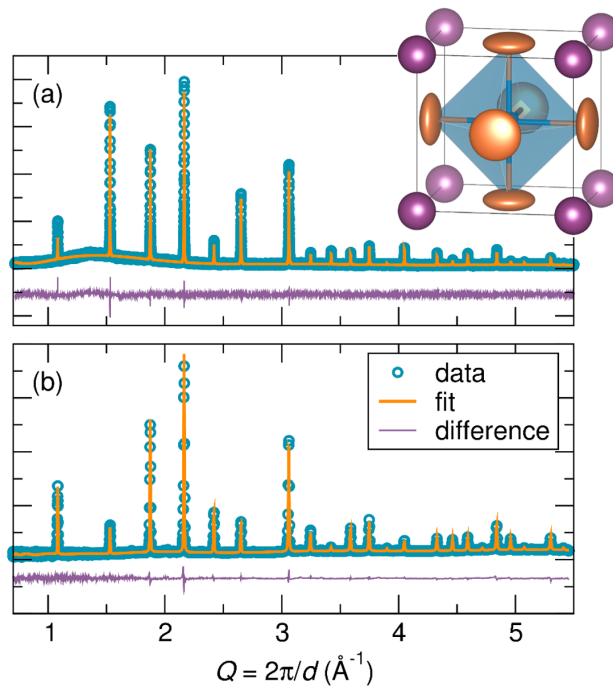 (a)
(b)
data
fit
difference
1 2 3 4 5
Q = 2π/d (Å⁻¹)